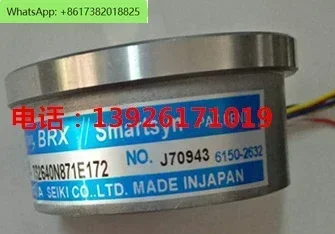 WhatsApp: +8617382018825
电话：13926171019
BRX // Smartsyn
TS2640N871E172
NO. J70943 6150-2632
SEIKI CO.,LTD. MADE INJAPAN